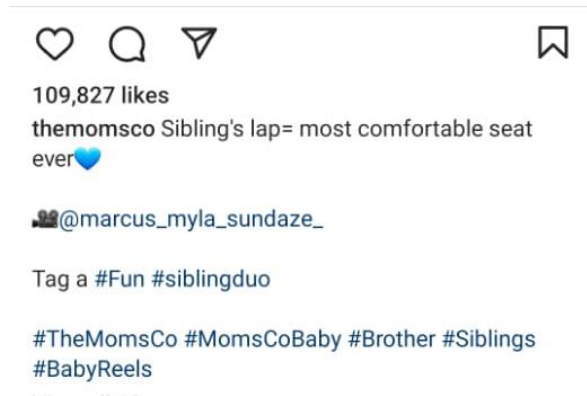 109,827 likes
themomsco Sibling's lap= most comfortable seat
ever💙
🎥@marcus_myla_sundaze_
Tag a #Fun #siblingduo
#TheMomsCo #MomsCoBaby #Brother #Siblings
#BabyReels